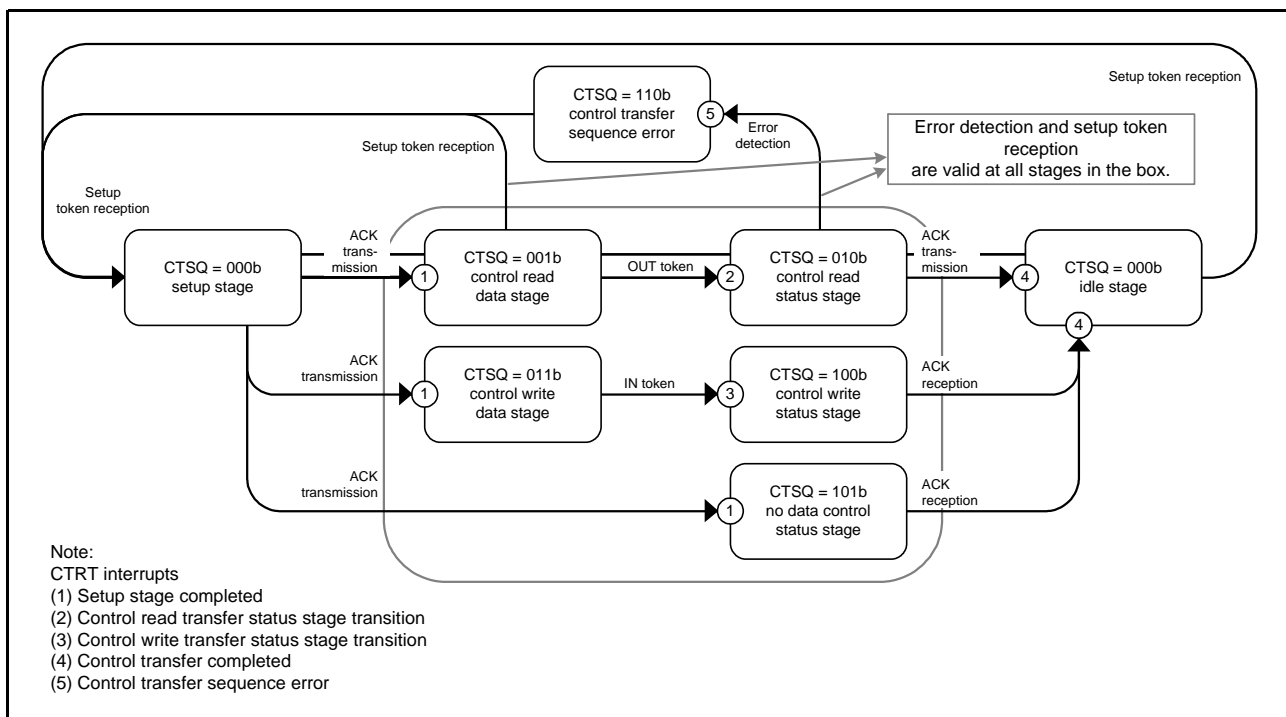 Setup token reception
CTSQ = 110b
control transfer
sequence error
5
Error
detection
Setup token reception
Error detection and setup token
reception
are valid at all stages in the box.
Setup
token reception
CTSQ = 000b
setup stage
ACK
trans-
mission
1
CTSQ = 001b
control read
data stage
OUT token
2
CTSQ = 010b
control read
status stage
ACK
trans-
mission
4
CTSQ = 000b
idle stage
4
ACK
transmission
1
CTSQ = 011b
control write
data stage
IN token
3
CTSQ = 100b
control write
status stage
ACK
reception
ACK
transmission
1
CTSQ = 101b
no data control
status stage
ACK
reception
Note:
CTRT interrupts
(1) Setup stage completed
(2) Control read transfer status stage transition
(3) Control write transfer status stage transition
(4) Control transfer completed
(5) Control transfer sequence error